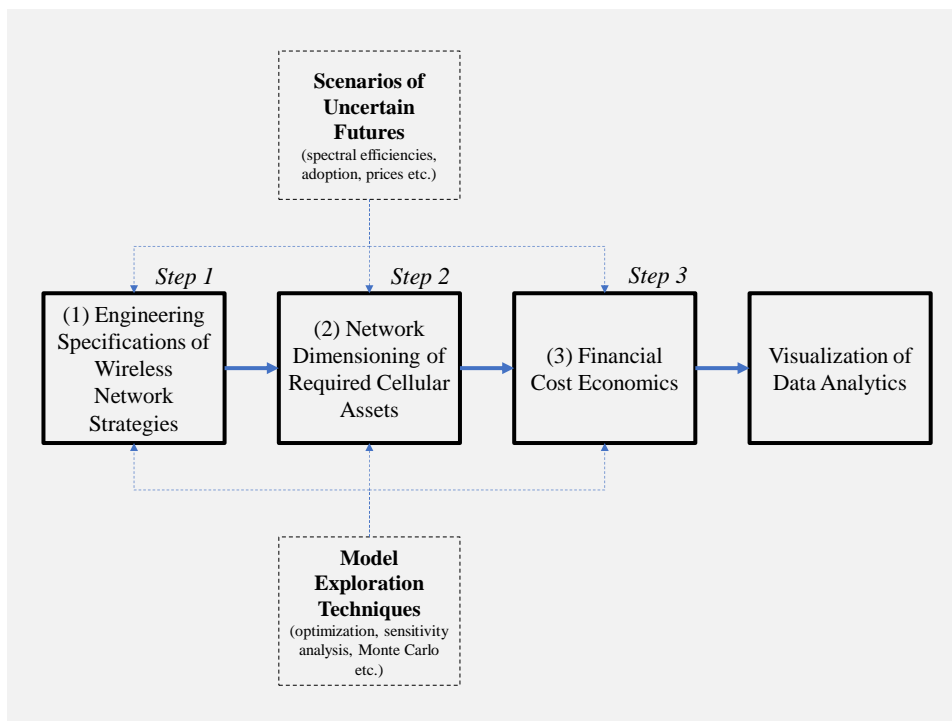 Scenarios of
Uncertain
Futures
(spectral efficiencies,
adoption, prices etc.)
Step 1
Step 2
Step 3
(1) Engineering
Specifications of
Wireless
Network
Strategies
(2) Network
Dimensioning of
Required Cellular
Assets
(3) Financial
Cost Economics
Visualization of
Data Analytics
Model
Exploration
Techniques
(optimization, sensitivity
analysis, Monte Carlo
etc.)